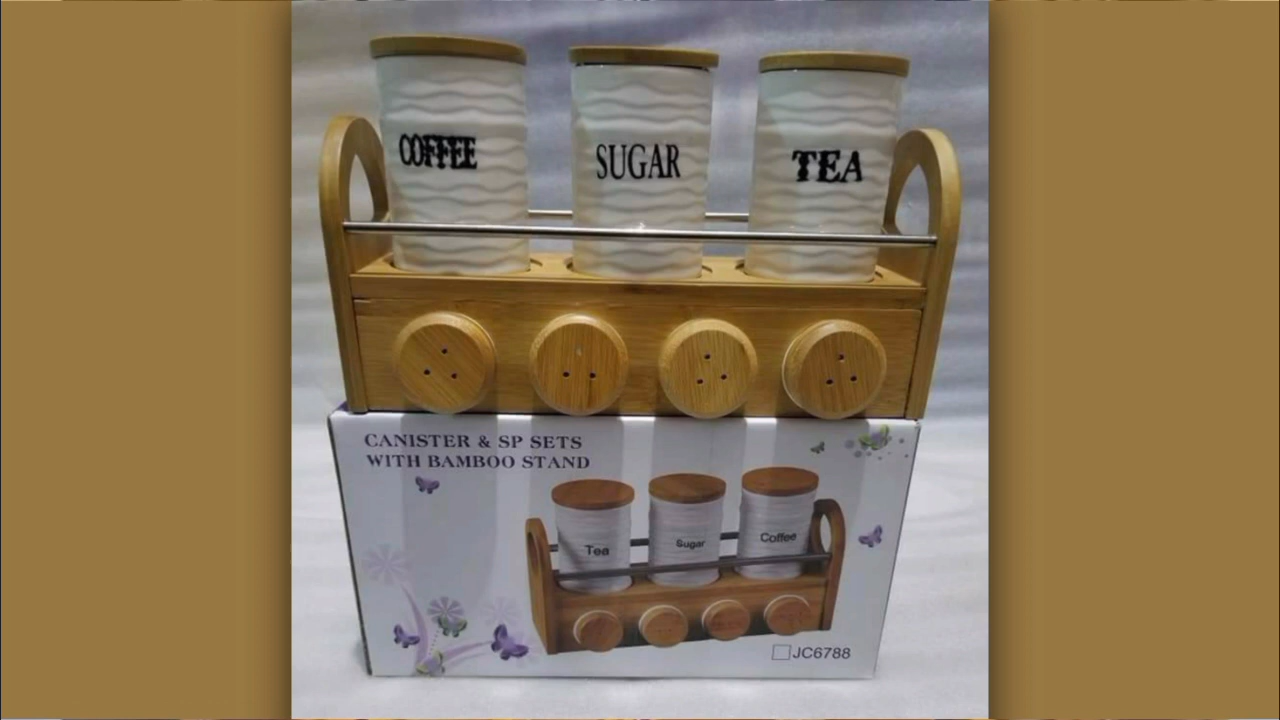 COFFEE
SUGAR
TEA
CANISTER & SP SETS
WITH BAMBOO STAND
Tea
Sugar
Coffee
JC6788